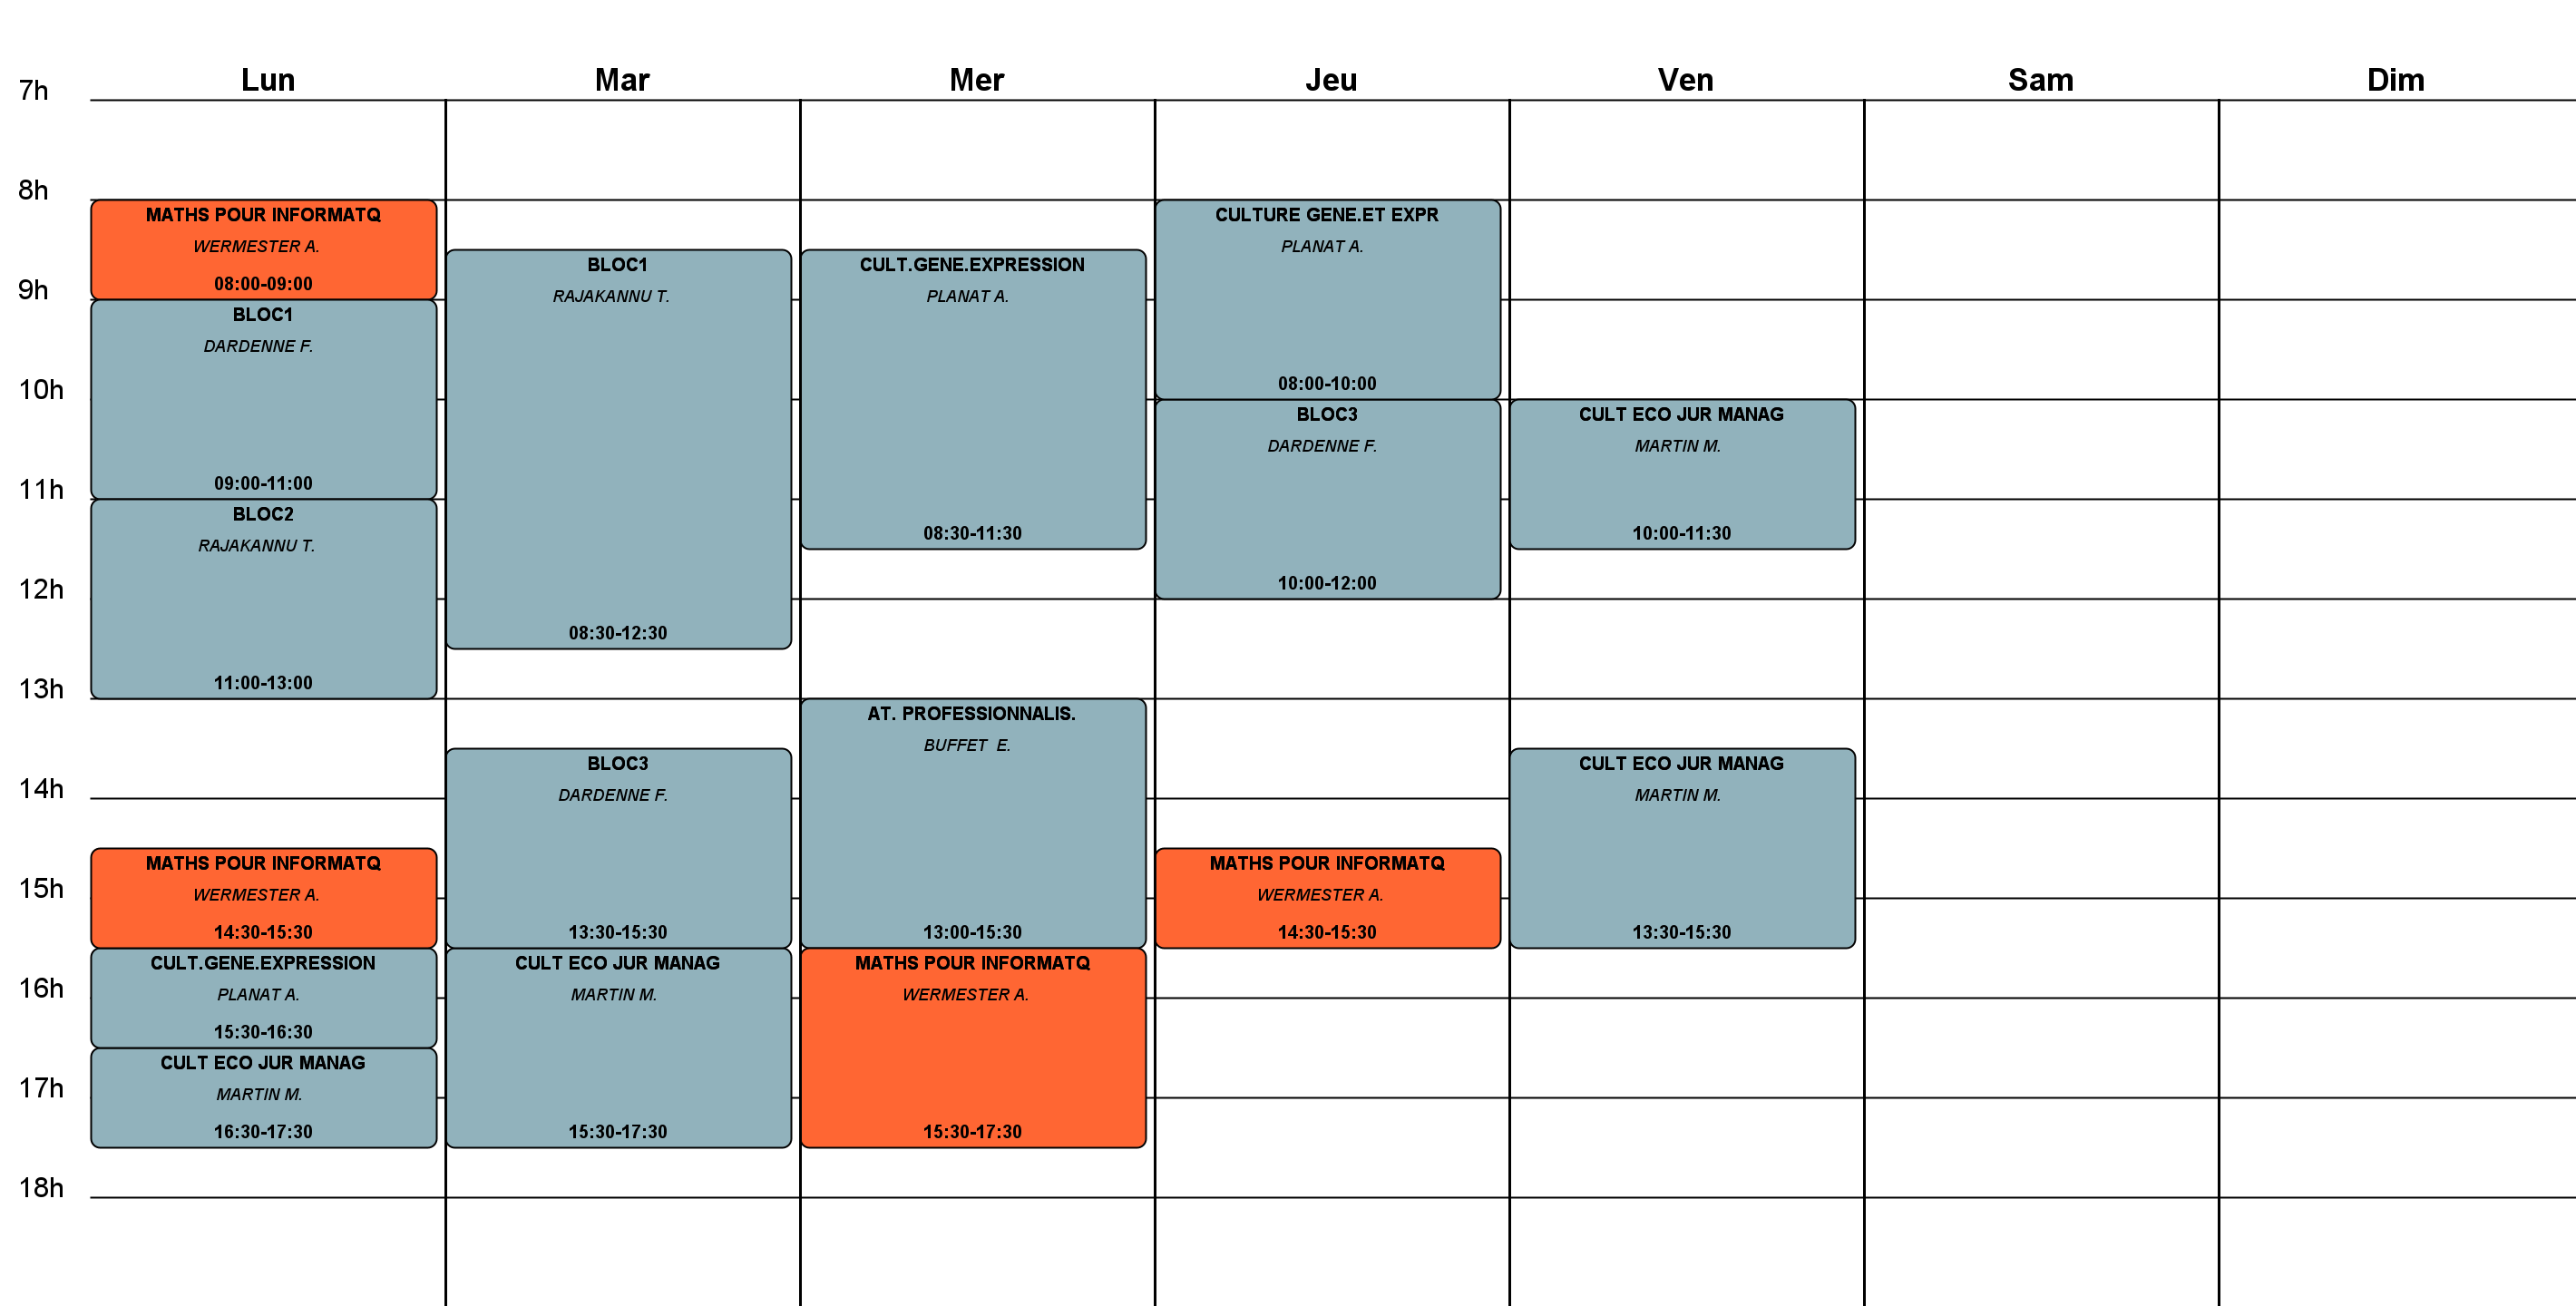 Lun
Mar
Mer
Jeu
Ven
Sam
Dim
7h
8h
9h
10h
11h
12h
13h
14h
15h
16h
17h
18h
MATHS POUR INFORMATQ
WERMESTER A.
08:00-09:00
BLOC1
DARDENNE F.
09:00-11:00
BLOC2
RAJAKANNU T.
11:00-13:00
MATHS POUR INFORMATQ
WERMESTER A.
14:30-15:30
CULT.GENE.EXPRESSION
PLANAT A.
15:30-16:30
CULT ECO JUR MANAG
MARTIN M.
16:30-17:30
BLOC1
RAJAKANNU T.
08:30-12:30
BLOC3
DARDENNE F.
13:30-15:30
CULT ECO JUR MANAG
MARTIN M.
15:30-17:30
CULT.GENE.EXPRESSION
PLANAT A.
08:30-11:30
AT. PROFESSIONNALIS.
BUFFET  E.
13:00-15:30
MATHS POUR INFORMATQ
WERMESTER A.
15:30-17:30
CULTURE GENE.ET EXPR
PLANAT A.
08:00-10:00
BLOC3
DARDENNE F.
10:00-12:00
MATHS POUR INFORMATQ
WERMESTER A.
14:30-15:30
CULT ECO JUR MANAG
MARTIN M.
10:00-11:30
CULT ECO JUR MANAG
MARTIN M.
13:30-15:30